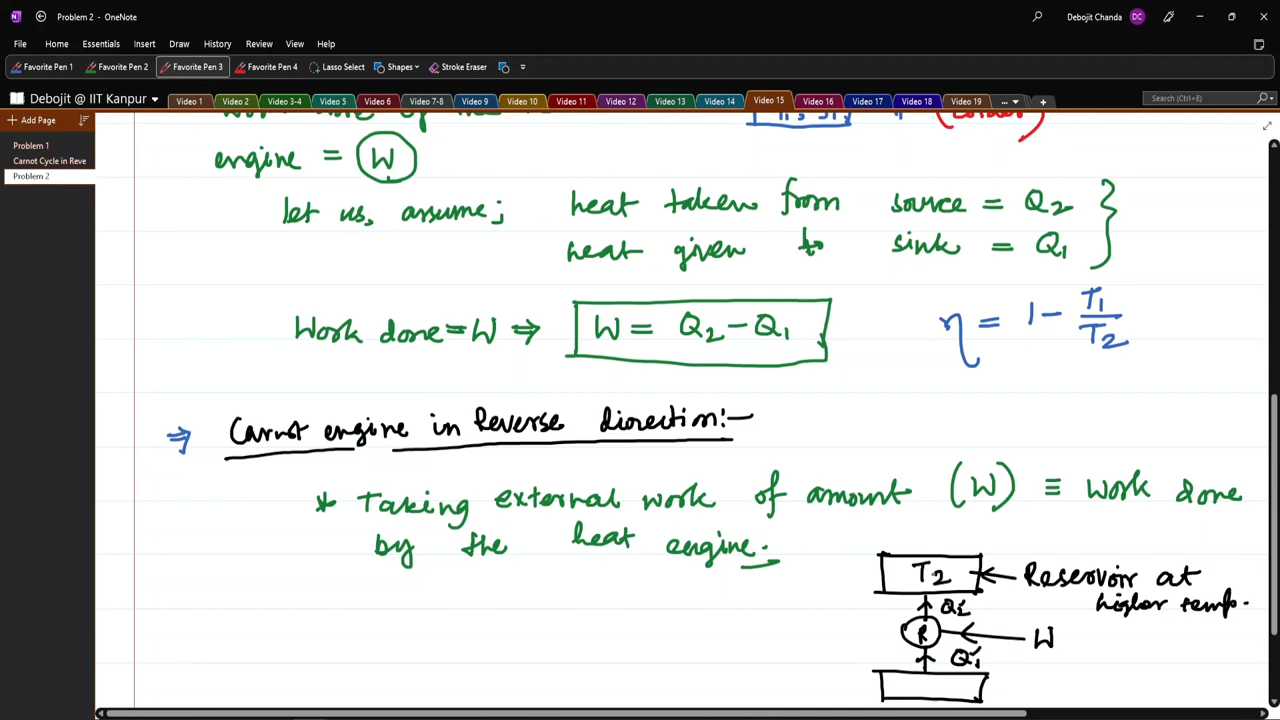 Problem 2 - OneNote
Debojit Chanda DC
File Home Essentials Insert Draw History Review View Help
Favorite Pen 1 Favorite Pen 2 Favorite Pen 3 Favorite Pen 4 Lasso Select Shapes Stroke Eraser
Debojit @ IIT Kanpur Video 1 Video 2 Video 3-4 Video 5 Video 6 Video 7-8 Video 9 Video 10 Video 11 Video 12 Video 13 Video 14 Video 15 Video 16 Video 17 Video 18 Video 19 ... + Search (Ctrl+E)
+ Add Page
Problem 1
Carnot Cycle in Reve
Problem 2
engine = W
let us, assume; heat taken from source = Q2
heat given to sink = Q1
Work done = W ⇒ W = Q2 - Q1
η = 1 - T1/T2
⇒ Carnot engine in Reverse direction:-
* Taking external work of amount (W) ≡ work done
by the heat engine.
T2 ← Reservoir at
higher temp.
Q2'
R ← W
Q1'